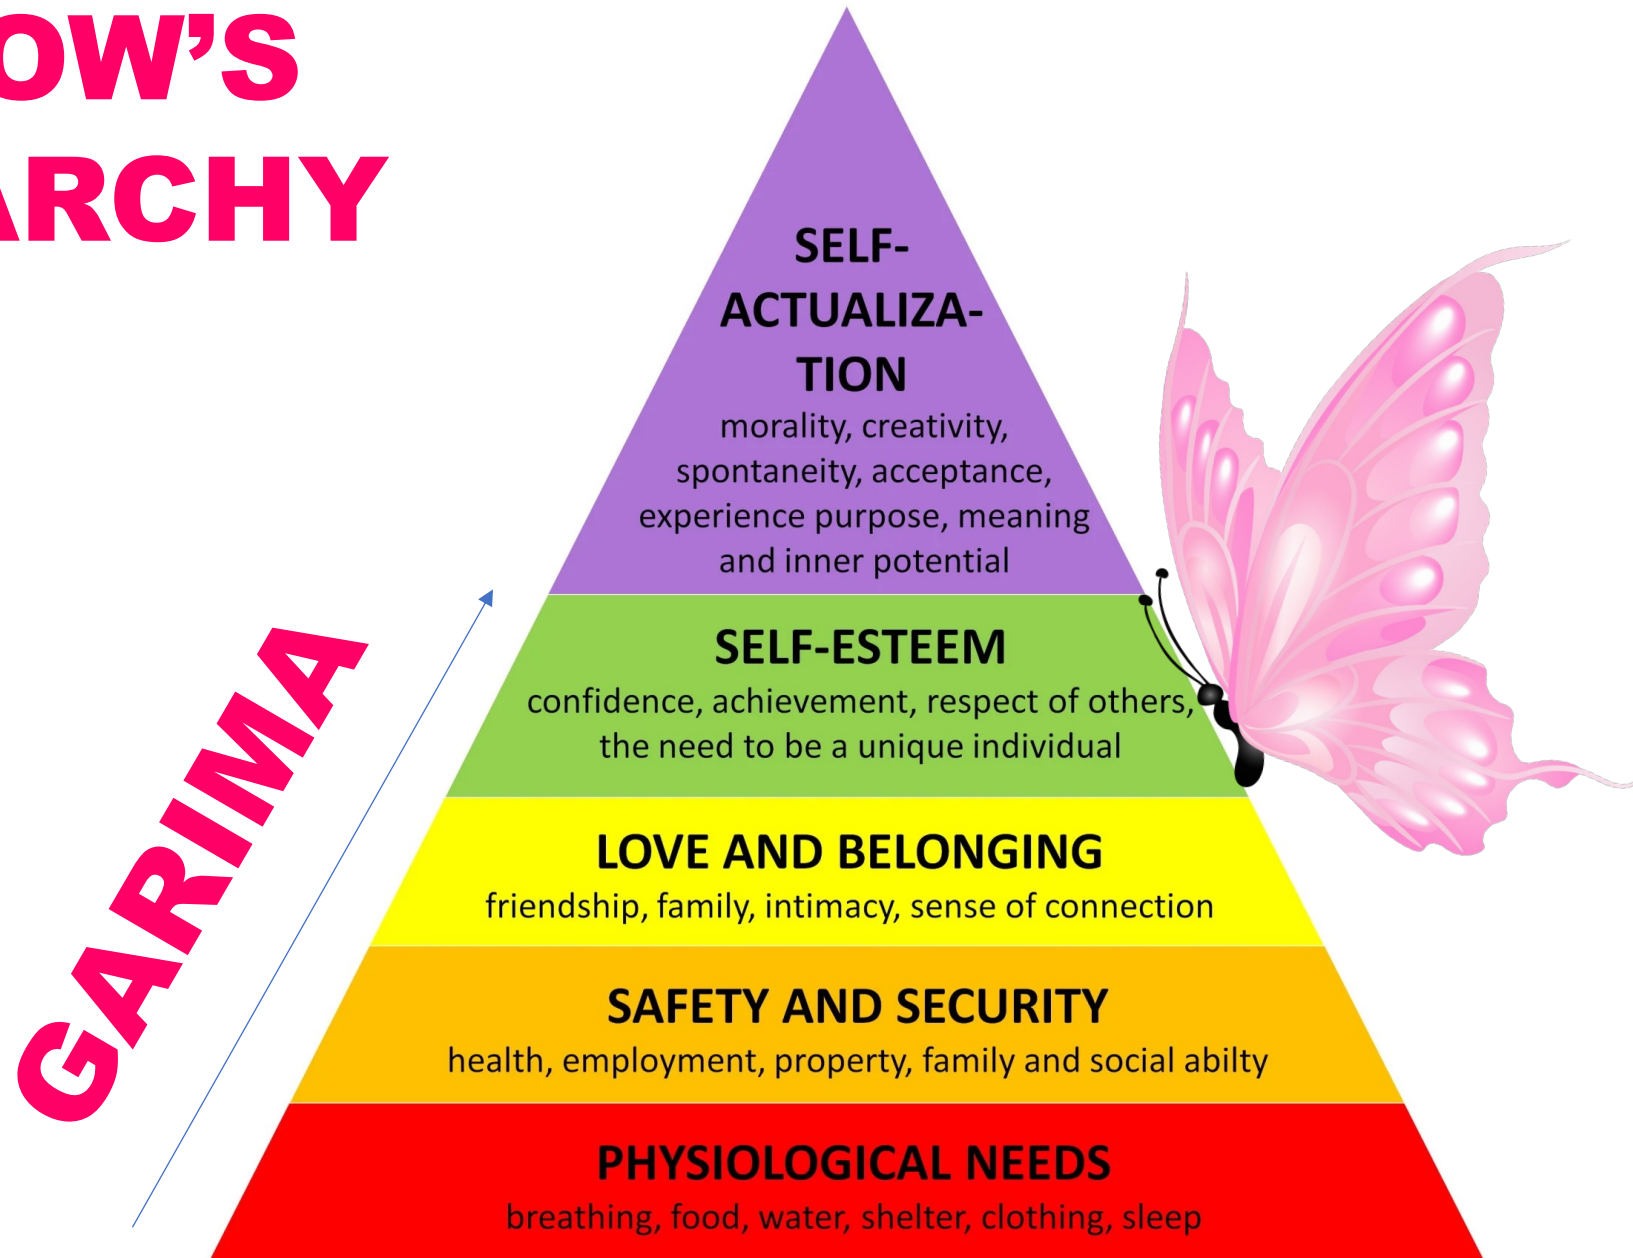 OW’S
ARCHY
SELF-
ACTUALIZA-
TION
morality, creativity,
spontaneity, acceptance,
experience purpose, meaning
and inner potential
GARIMA
SELF-ESTEEM
confidence, achievement, respect of others,
the need to be a unique individual
LOVE AND BELONGING
friendship, family, intimacy, sense of connection
SAFETY AND SECURITY
health, employment, property, family and social abilty
PHYSIOLOGICAL NEEDS
breathing, food, water, shelter, clothing, sleep